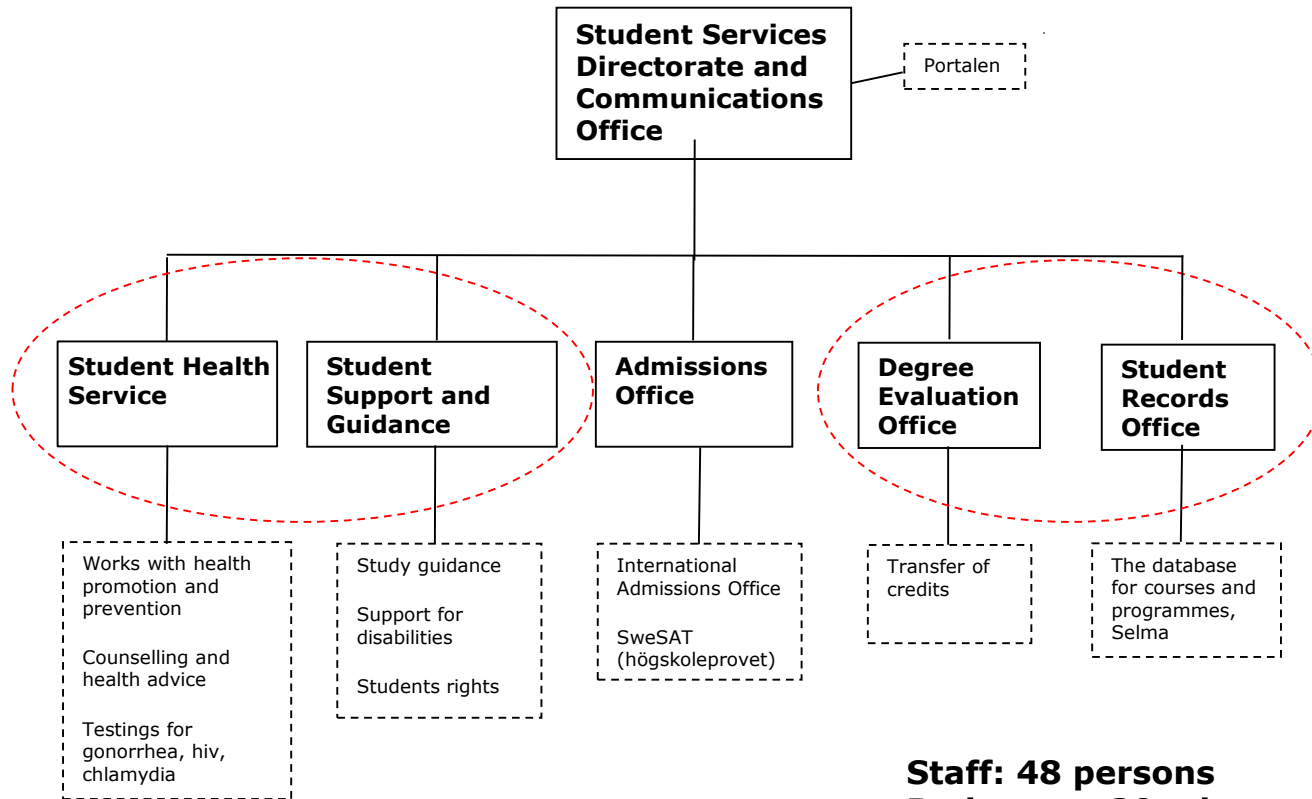 Student Services
Directorate and
Communications
Office
Portalen
Student Health
Service
Student
Support and
Guidance
Admissions
Office
Degree
Evaluation
Office
Student
Records
Office
Works with health
promotion and
prevention
Counselling and
health advice
Testings for
gonorrhea, hiv,
chlamydia
Study guidance
Support for
disabilities
Students rights
International
Admissions Office
SweSAT
(högskoleprovet)
Transfer of
credits
The database
for courses and
programmes,
Selma
Staff: 48 persons